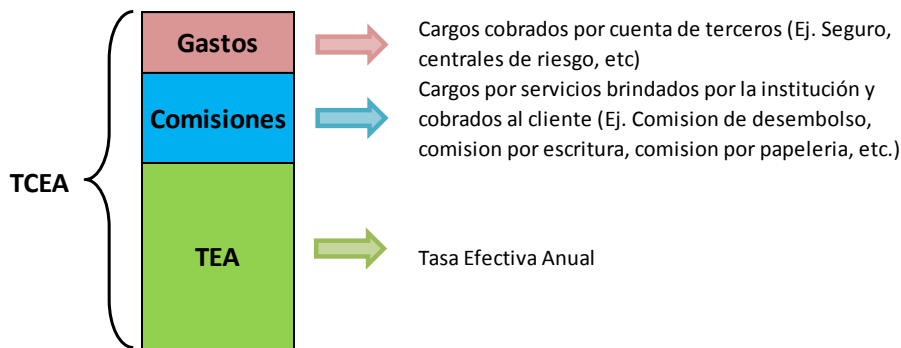 TCEA
Gastos
Cargos cobrados por cuenta de terceros (Ej. Seguro,
centrales de riesgo, etc)
Comisiones
Cargos por servicios brindados por la institución y
cobrados al cliente (Ej. Comision de desembolso,
comision por escritura, comision por papeleria, etc.)
TEA
Tasa Efectiva Anual